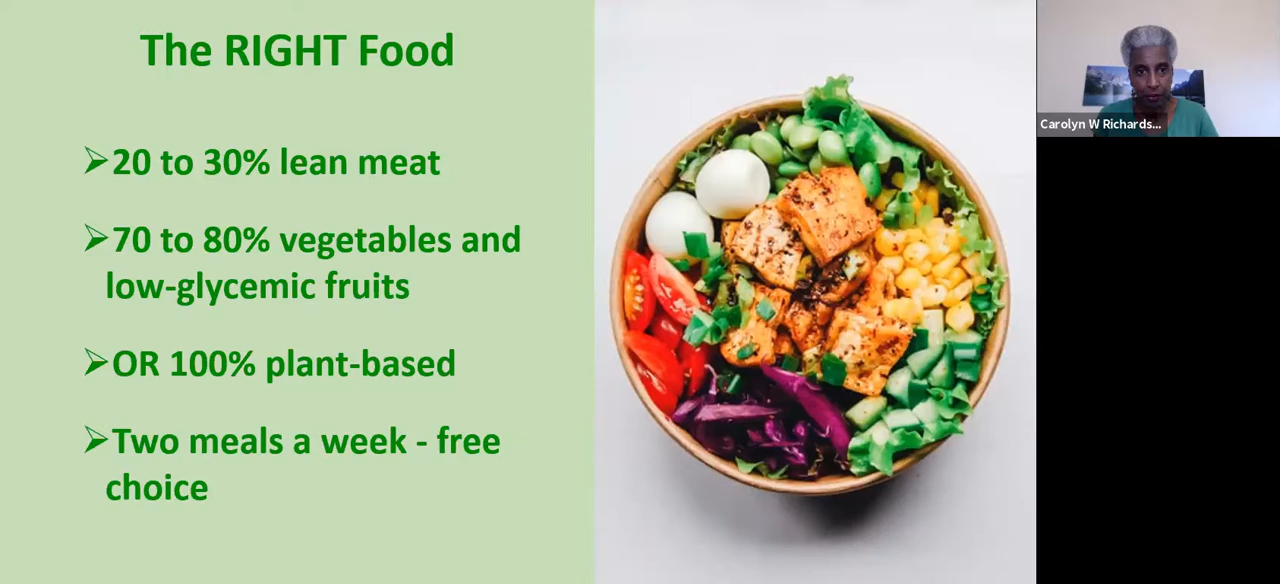 The RIGHT Food
➢20 to 30% lean meat
➢70 to 80% vegetables and
low-glycemic fruits
➢OR 100% plant-based
➢Two meals a week - free
choice
Carolyn W Richards...